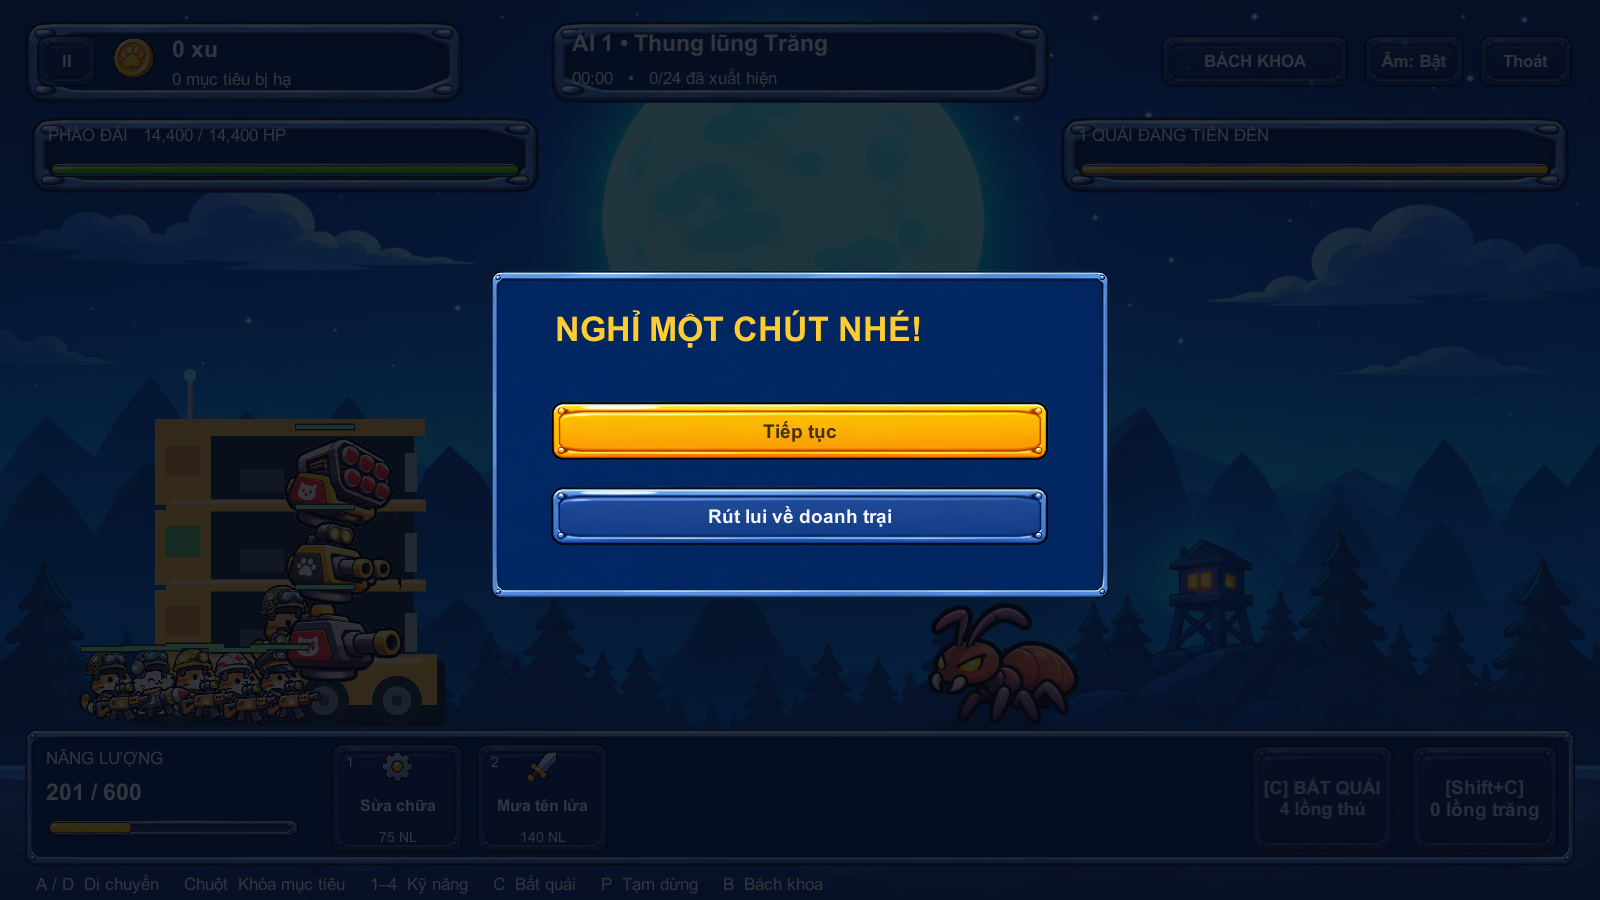 II
0 xu
0 mục tiêu bị hạ
ẢI 1 • Thung lũng Trăng
00:00 • 0/24 đã xuất hiện
BÁCH KHOA
Âm: Bật
Thoát
PHÁO ĐÀI 14,400 / 14,400 HP
1 QUÁI ĐANG TIẾN ĐẾN
NGHỈ MỘT CHÚT NHÉ!
Tiếp tục
Rút lui về doanh trại
NĂNG LƯỢNG
201 / 600
1
Sửa chữa
75 NL
2
Mưa tên lửa
140 NL
[C] BẮT QUÁI
4 lồng thú
[Shift+C]
0 lồng trăng
A / D Di chuyển Chuột Khóa mục tiêu 1–4 Kỹ năng C Bắt quái P Tạm dừng B Bách khoa